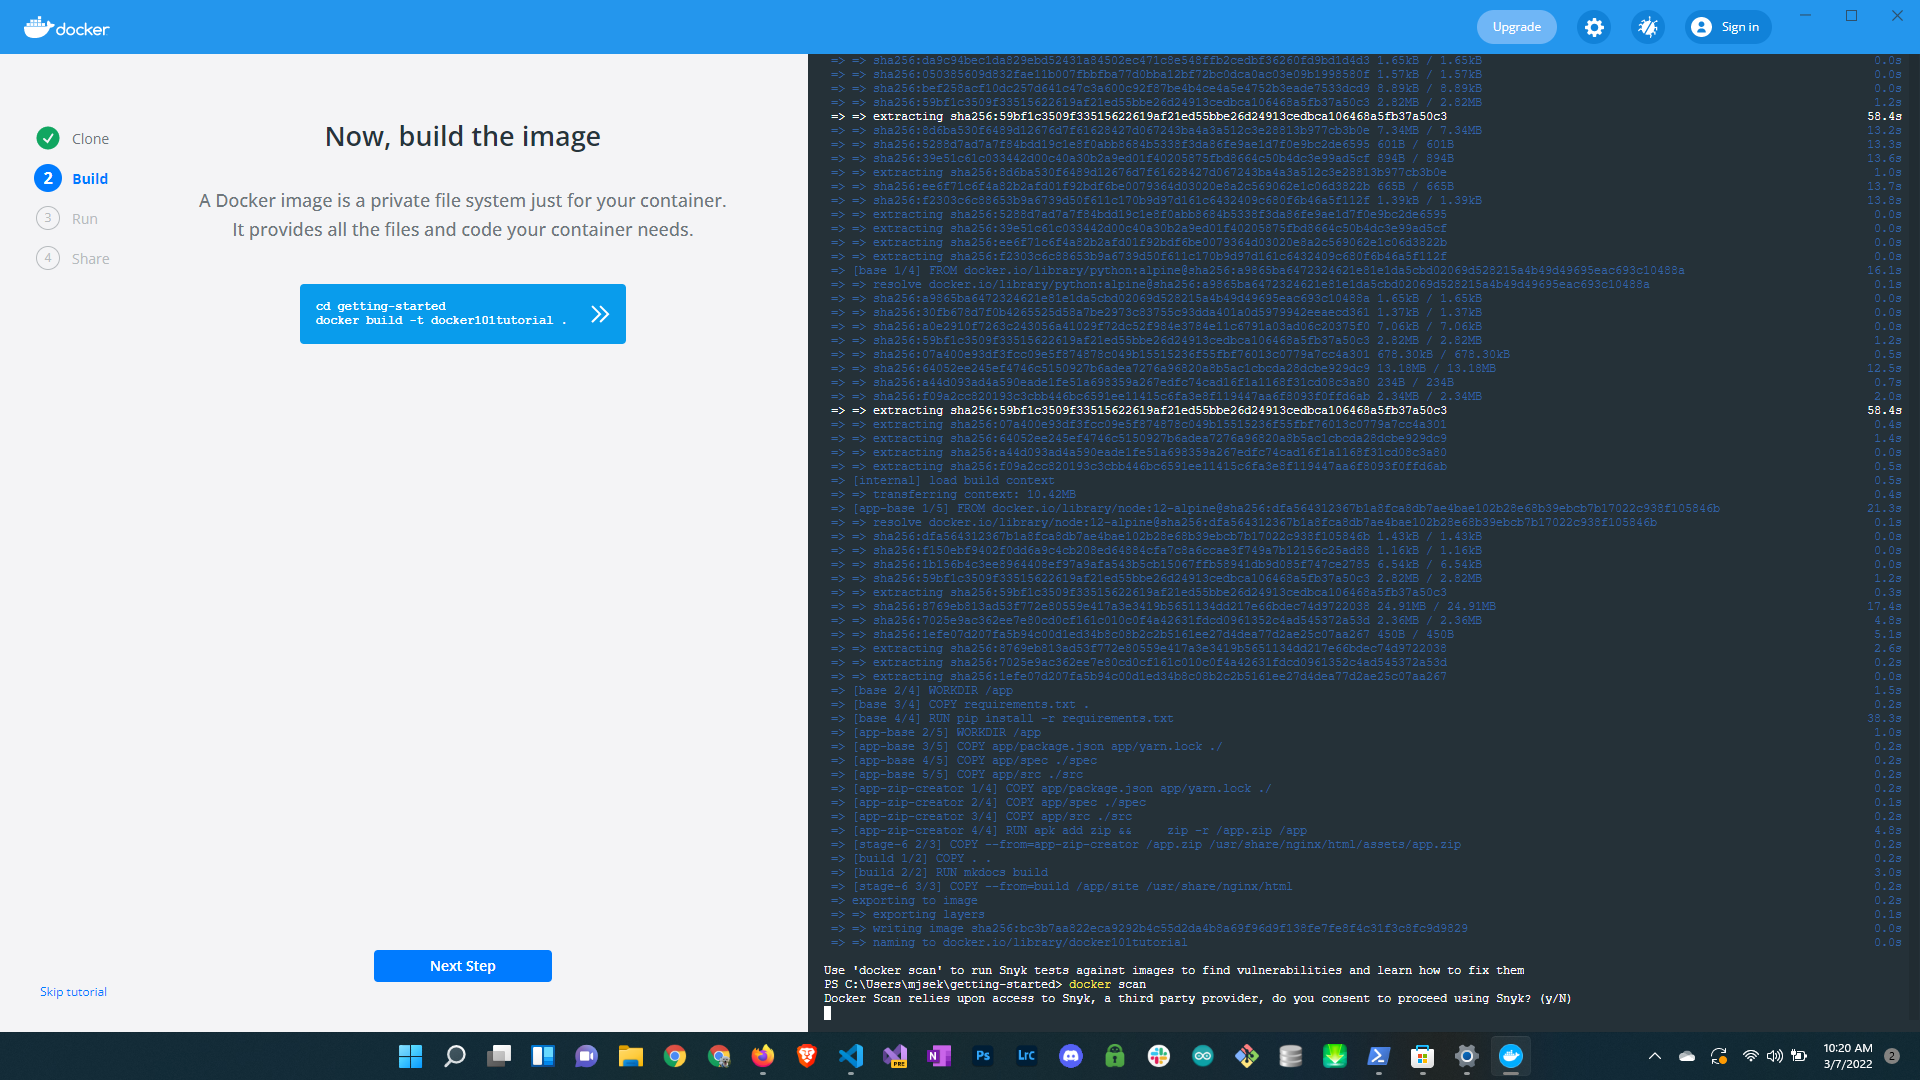 docker
Upgrade
Sign in
Clone
2 Build
3 Run
4 Share
Now, build the image
A Docker image is a private file system just for your container.
It provides all the files and code your container needs.
cd getting-started
docker build -t docker101tutorial .
Next Step
Skip tutorial
=> => sha256:da9c94bec1da829ebd52431a84502ec471c8e548ffb2cedbf36260fd9bd1d4d3 1.65kB / 1.65kB 0.0s
=> => sha256:050385609d832fae11b007fbbfba77d0bba12bf72bc0dca0ac03e09b1998580f 1.57kB / 1.57kB 0.0s
=> => sha256:bef258acf10dc257d641c47c3a600c92f87be4b4ce4a5e4752b3eade7533dcd9 8.89kB / 8.89kB 0.0s
=> => sha256:59bf1c3509f33515622619af21ed55bbe26d24913cedbca106468a5fb37a50c3 2.82MB / 2.82MB 1.2s
=> => extracting sha256:59bf1c3509f33515622619af21ed55bbe26d24913cedbca106468a5fb37a50c3 58.4s
=> => sha256:8d6ba530f6489d12676d7f61628427d067243ba4a3a512c3e28813b977cb3b0e 7.34MB / 7.34MB 13.2s
=> => sha256:5288d7ad7a7f84bdd19c1e8f0abb8684b5338f3da86fe9ae1d7f0e9bc2de6595 601B / 601B 13.3s
=> => sha256:39e51c61c033442d00c40a30b2a9ed01f40205875fbd8664c50b4dc3e99ad5cf 894B / 894B 13.6s
=> => extracting sha256:8d6ba530f6489d12676d7f61628427d067243ba4a3a512c3e28813b977cb3b0e 1.0s
=> => sha256:ee6f71c6f4a82b2afd01f92bdf6be0079364d03020e8a2c569062e1c06d3822b 665B / 665B 13.7s
=> => sha256:f2303c6c88653b9a6739d50f611c170b9d97d161c6432409c680f6b46a5f112f 1.39kB / 1.39kB 13.8s
=> => extracting sha256:5288d7ad7a7f84bdd19c1e8f0abb8684b5338f3da86fe9ae1d7f0e9bc2de6595 0.0s
=> => extracting sha256:39e51c61c033442d00c40a30b2a9ed01f40205875fbd8664c50b4dc3e99ad5cf 0.0s
=> => extracting sha256:ee6f71c6f4a82b2afd01f92bdf6be0079364d03020e8a2c569062e1c06d3822b 0.0s
=> => extracting sha256:f2303c6c88653b9a6739d50f611c170b9d97d161c6432409c680f6b46a5f112f 0.0s
=> [base 1/4] FROM docker.io/library/python:alpine@sha256:a9865ba6472324621e81e1da5cbd02069d528215a4b49d49695eac693c10488a 16.1s
=> => resolve docker.io/library/python:alpine@sha256:a9865ba6472324621e81e1da5cbd02069d528215a4b49d49695eac693c10488a 0.1s
=> => sha256:a9865ba6472324621e81e1da5cbd02069d528215a4b49d49695eac693c10488a 1.65kB / 1.65kB 0.0s
=> => sha256:30fb678d7f0b4265525d58a7be2973c83755c93dda401a0d5979942eeaecd361 1.37kB / 1.37kB 0.0s
=> => sha256:a0e2910f7263c243056a41029f72dc52f984e3784e11c6791a03ad06c20375f0 7.06kB / 7.06kB 0.0s
=> => sha256:59bf1c3509f33515622619af21ed55bbe26d24913cedbca106468a5fb37a50c3 2.82MB / 2.82MB 1.2s
=> => sha256:07a400e93df3fcc09e5f874878c049b15515236f55fbf76013c0779a7cc4a301 678.30kB / 678.30kB 0.5s
=> => sha256:64052ee245ef4746c5150927b6adea7276a96820a8b5ac1cbcda28dcbe929dc9 13.18MB / 13.18MB 12.5s
=> => sha256:a44d093ad4a590eade1fe51a698359a267edfc74cad16f1a1168f31cd08c3a80 234B / 234B 0.7s
=> => sha256:f09a2cc820193c3cbb446bc6591ee11415c6fa3e8f119447aa6f8093f0ffd6ab 2.34MB / 2.34MB 2.0s
=> => extracting sha256:59bf1c3509f33515622619af21ed55bbe26d24913cedbca106468a5fb37a50c3 58.4s
=> => extracting sha256:07a400e93df3fcc09e5f874878c049b15515236f55fbf76013c0779a7cc4a301 0.4s
=> => extracting sha256:64052ee245ef4746c5150927b6adea7276a96820a8b5ac1cbcda28dcbe929dc9 1.4s
=> => extracting sha256:a44d093ad4a590eade1fe51a698359a267edfc74cad16f1a1168f31cd08c3a80 0.0s
=> => extracting sha256:f09a2cc820193c3cbb446bc6591ee11415c6fa3e8f119447aa6f8093f0ffd6ab 0.5s
=> [internal] load build context 0.5s
=> => transferring context: 10.42MB 0.4s
=> [app-base 1/5] FROM docker.io/library/node:12-alpine@sha256:dfa564312367b1a8fca8db7ae4bae102b28e68b39ebcb7b17022c938f105846b 21.3s
=> => resolve docker.io/library/node:12-alpine@sha256:dfa564312367b1a8fca8db7ae4bae102b28e68b39ebcb7b17022c938f105846b 0.1s
=> => sha256:dfa564312367b1a8fca8db7ae4bae102b28e68b39ebcb7b17022c938f105846b 1.43kB / 1.43kB 0.0s
=> => sha256:f150ebf9402f0dd6a9c4cb208ed64884cfa7c8a6ccae3f749a7b12156c25ad88 1.16kB / 1.16kB 0.0s
=> => sha256:1b156b4c3ee8964408ef97a9afa543b5cb15067ffb58941db9d085f747ce2785 6.54kB / 6.54kB 0.0s
=> => sha256:59bf1c3509f33515622619af21ed55bbe26d24913cedbca106468a5fb37a50c3 2.82MB / 2.82MB 1.2s
=> => extracting sha256:59bf1c3509f33515622619af21ed55bbe26d24913cedbca106468a5fb37a50c3 0.3s
=> => sha256:8769eb813ad53f772e80559e417a3e3419b5651134dd217e66bdec74d9722038 24.91MB / 24.91MB 17.4s
=> => sha256:7025e9ac362ee7e80cd0cf161c010c0f4a42631fdcd0961352c4ad545372a53d 2.36MB / 2.36MB 4.8s
=> => sha256:1efe07d207fa5b94c00d1ed34b8c08b2c2b5161ee27d4dea77d2ae25c07aa267 450B / 450B 5.1s
=> => extracting sha256:8769eb813ad53f772e80559e417a3e3419b5651134dd217e66bdec74d9722038 2.6s
=> => extracting sha256:7025e9ac362ee7e80cd0cf161c010c0f4a42631fdcd0961352c4ad545372a53d 0.2s
=> => extracting sha256:1efe07d207fa5b94c00d1ed34b8c08b2c2b5161ee27d4dea77d2ae25c07aa267 0.0s
=> [base 2/4] WORKDIR /app 1.5s
=> [base 3/4] COPY requirements.txt . 0.2s
=> [base 4/4] RUN pip install -r requirements.txt 38.3s
=> [app-base 2/5] WORKDIR /app 1.0s
=> [app-base 3/5] COPY app/package.json app/yarn.lock ./ 0.2s
=> [app-base 4/5] COPY app/spec ./spec 0.2s
=> [app-base 5/5] COPY app/src ./src 0.2s
=> [app-zip-creator 1/4] COPY app/package.json app/yarn.lock ./ 0.2s
=> [app-zip-creator 2/4] COPY app/spec ./spec 0.1s
=> [app-zip-creator 3/4] COPY app/src ./src 0.2s
=> [app-zip-creator 4/4] RUN apk add zip &&     zip -r /app.zip /app 4.8s
=> [stage-6 2/3] COPY --from=app-zip-creator /app.zip /usr/share/nginx/html/assets/app.zip 0.2s
=> [build 1/2] COPY . . 0.2s
=> [build 2/2] RUN mkdocs build 3.0s
=> [stage-6 3/3] COPY --from=build /app/site /usr/share/nginx/html 0.2s
=> exporting to image 0.2s
=> => exporting layers 0.1s
=> => writing image sha256:bc3b7aa822eca9292b4c55d2da4b8a69f96d9f138fe7fe8f4c31f3c8fc9d9829 0.0s
=> => naming to docker.io/library/docker101tutorial 0.0s
Use 'docker scan' to run Snyk tests against images to find vulnerabilities and learn how to fix them
PS C:\Users\mjsek\getting-started> docker scan
Docker Scan relies upon access to Snyk, a third party provider, do you consent to proceed using Snyk? (y/N)
PRE
N
Ps
LrC
10:20 AM
3/7/2022
2